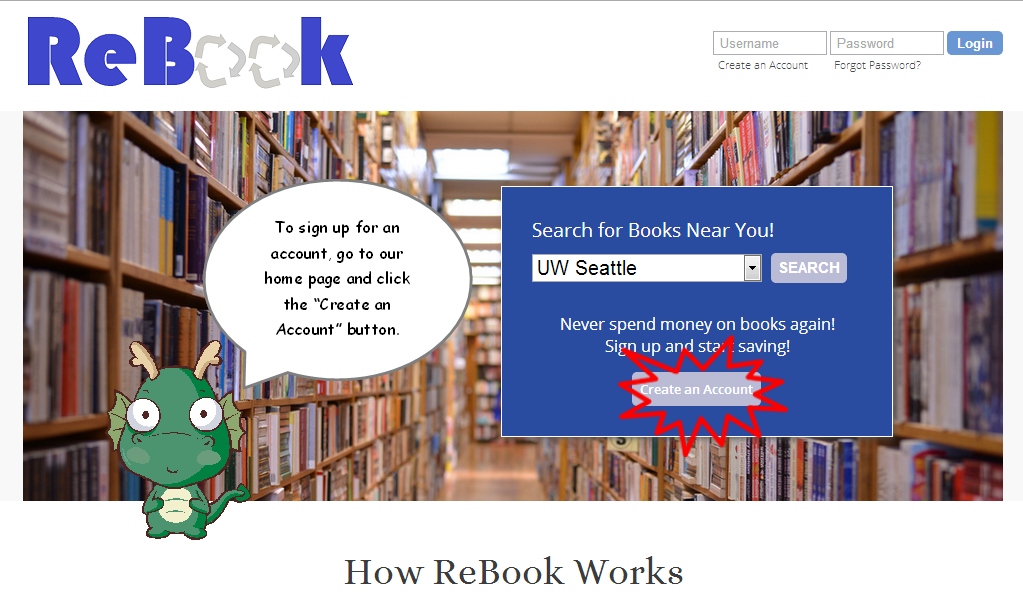 ReBook
Username
Password
Login
Create an Account
Forgot Password?
To sign up for an
account, go to our
home page and click
the “Create an
Account” button.
Search for Books Near You!
UW Seattle
SEARCH
Never spend money on books again!
Sign up and start saving!
Create an Account
How ReBook Works